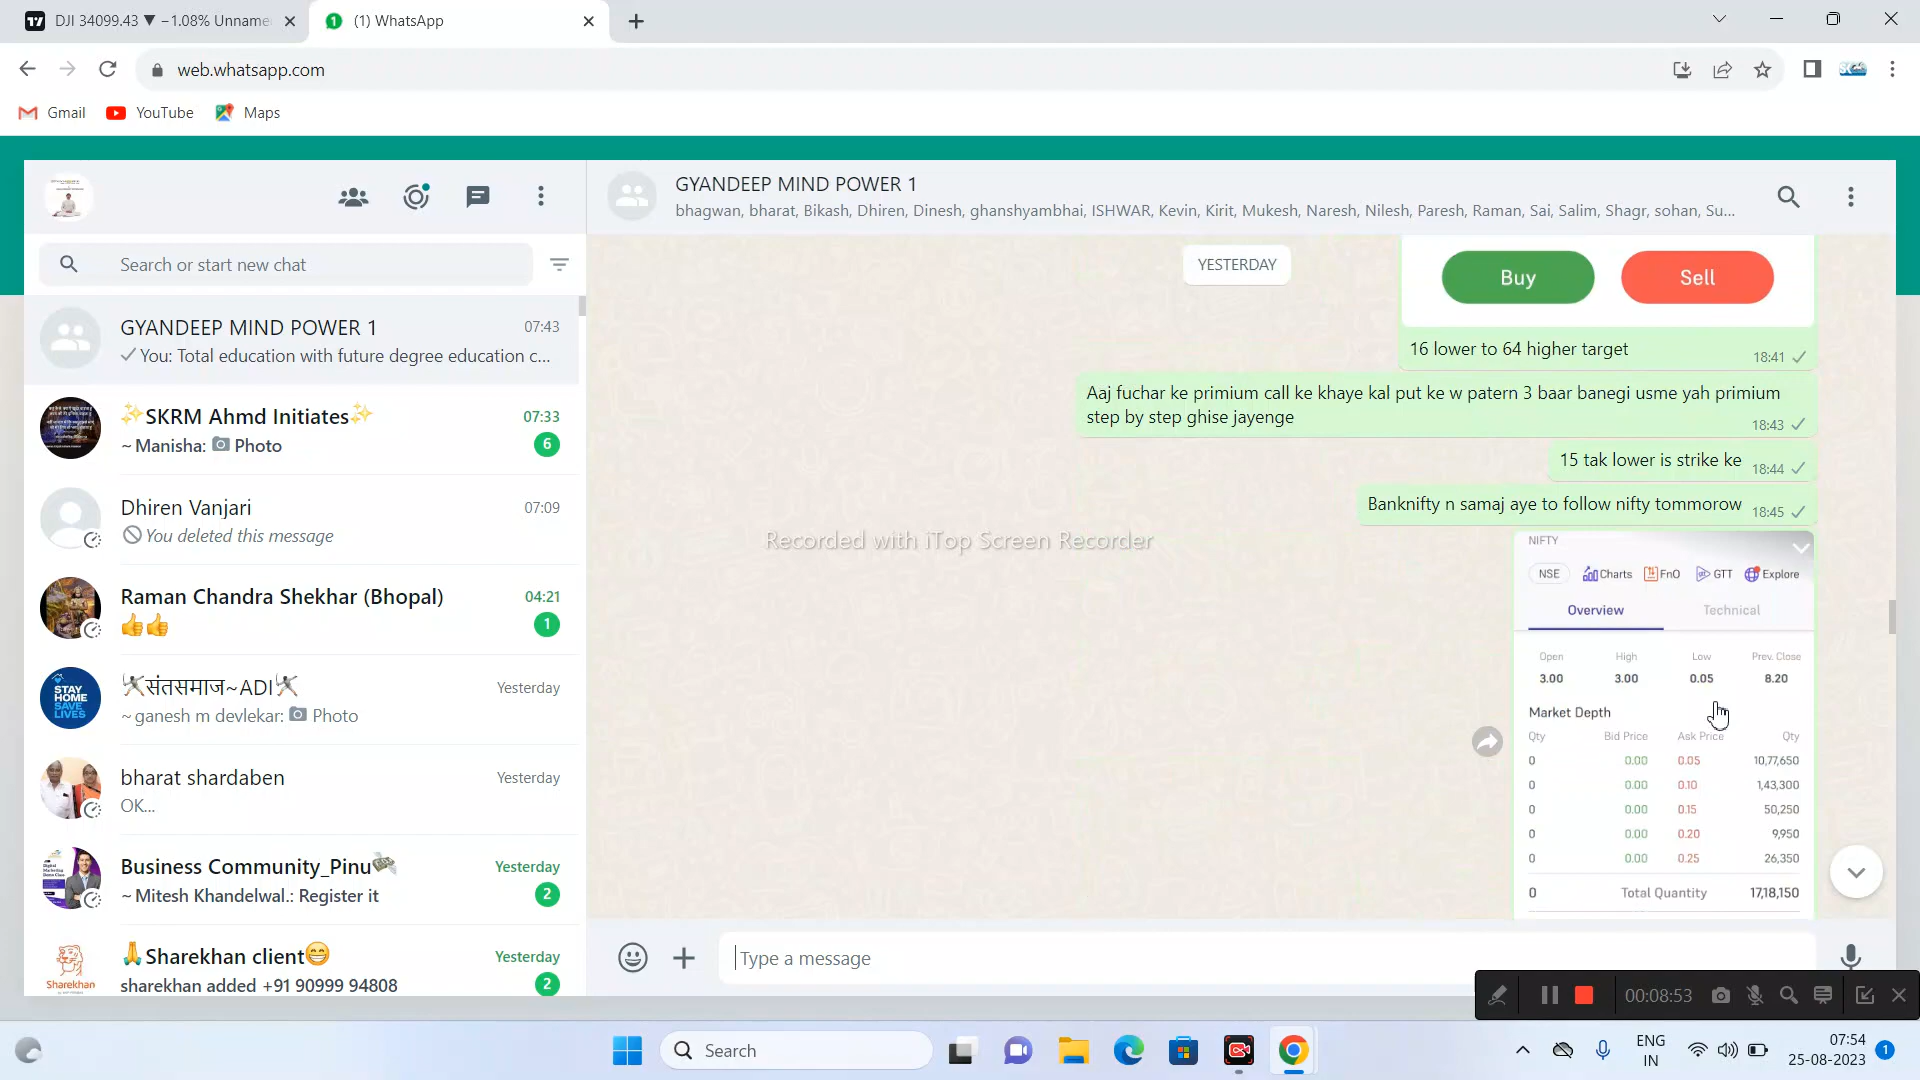 DJI 34099.43 ▼ −1.08% Unname
(1) WhatsApp
web.whatsapp.com
Gmail
YouTube
Maps
GYANDEEP MIND POWER 1
bhagwan, bharat, Bikash, Dhiren, Dinesh, ghanshyambhai, ISHWAR, Kevin, Kirit, Mukesh, Naresh, Nilesh, Paresh, Raman, Sai, Salim, Shagr, sohan, Su...
Search or start new chat
GYANDEEP MIND POWER 1 07:43
You: Total education with future degree education c...
✨SKRM Ahmd Initiates✨ 07:33
~ Manisha: Photo 6
Dhiren Vanjari 07:09
You deleted this message
Raman Chandra Shekhar (Bhopal) 04:21
👍👍 1
STAY HOME SAVE LIVES
संतसमाज~ADI Yesterday
~ ganesh m devlekar: Photo
bharat shardaben Yesterday
OK...
Business Community_Pinu💸 Yesterday
~ Mitesh Khandelwal.: Register it 2
🙏Sharekhan client😁 Yesterday
Sharekhan
sharekhan added +91 90999 94808 2
YESTERDAY
Buy Sell
16 lower to 64 higher target 18:41
Aaj fuchar ke primium call ke khaye kal put ke w patern 3 baar banegi usme yah primium
step by step ghise jayenge 18:43
15 tak lower is strike ke 18:44
Banknifty n samaj aye to follow nifty tommorow 18:45
Recorded with iTop Screen Recorder
NIFTY
NSE Charts FnO GTT Explore
Overview Technical
Open High Low Prev. Close
3.00 3.00 0.05 8.20
Market Depth
Qty Bid Price Ask Price Qty
0 0.00 0.05 10,77,650
0 0.00 0.10 1,43,300
0 0.00 0.15 50,250
0 0.00 0.20 9,950
0 0.00 0.25 26,350
0 Total Quantity 17,18,150
Type a message
00:08:53
Search
ENG
IN
07:54
25-08-2023
1